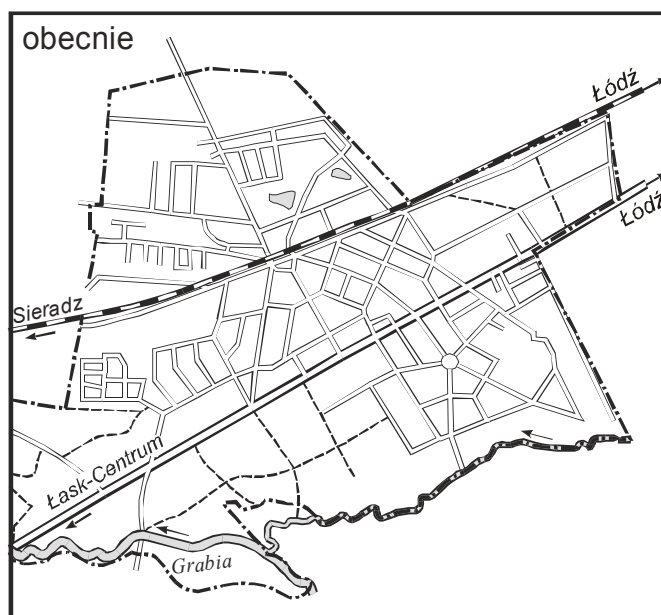 obecnie
Łódź
Łódź
Sieradz
Łask-Centrum
Grabia